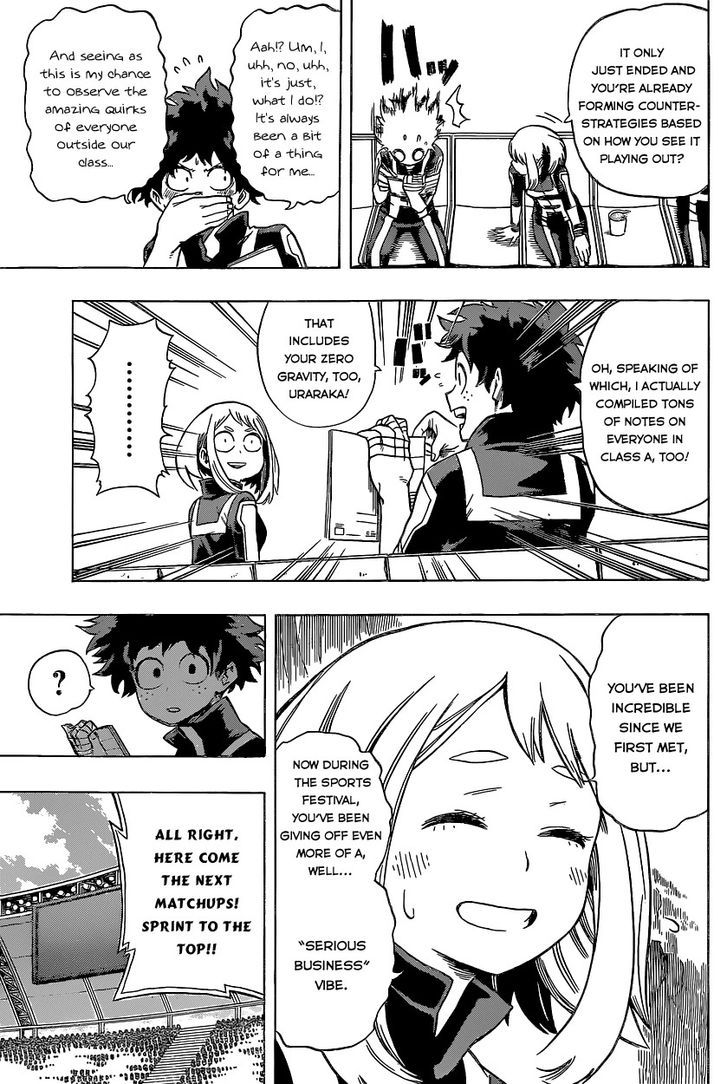 IT ONLY
JUST ENDED AND
YOU'RE ALREADY
FORMING COUNTER-
STRATEGIES BASED
ON HOW YOU SEE IT
PLAYING OUT?
Aah!? Um, I,
uhh, no, uhh,
it's just,
what I do!?
It's always
been a bit
of a thing
for me...
And seeing as
this is my chance
to observe the
amazing quirks
of everyone
outside our
class...
OH, SPEAKING OF
WHICH, I ACTUALLY
COMPILED TONS
OF NOTES ON
EVERYONE IN
CLASS A, TOO!
THAT
INCLUDES
YOUR ZERO
GRAVITY, TOO,
URARAKA!
..........
YOU'VE BEEN
INCREDIBLE
SINCE WE
FIRST MET,
BUT...
NOW DURING
THE SPORTS
FESTIVAL,
YOU'VE BEEN
GIVING OFF EVEN
MORE OF A,
WELL...
"SERIOUS
BUSINESS"
VIBE.
?
ALL RIGHT,
HERE COME
THE NEXT
MATCHUPS!
SPRINT TO THE
TOP!!